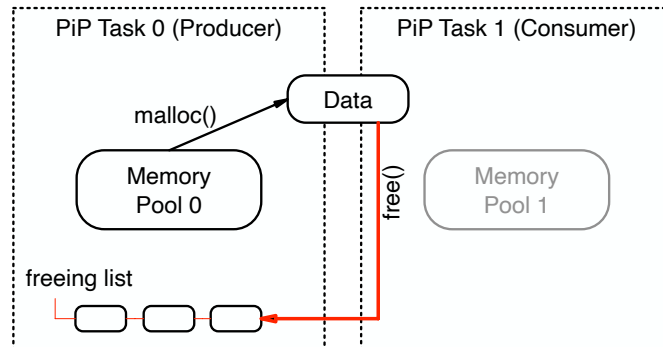 PiP Task 0 (Producer)
PiP Task 1 (Consumer)
Data
malloc()
Memory
Pool 0
free()
Memory
Pool 1
freeing list